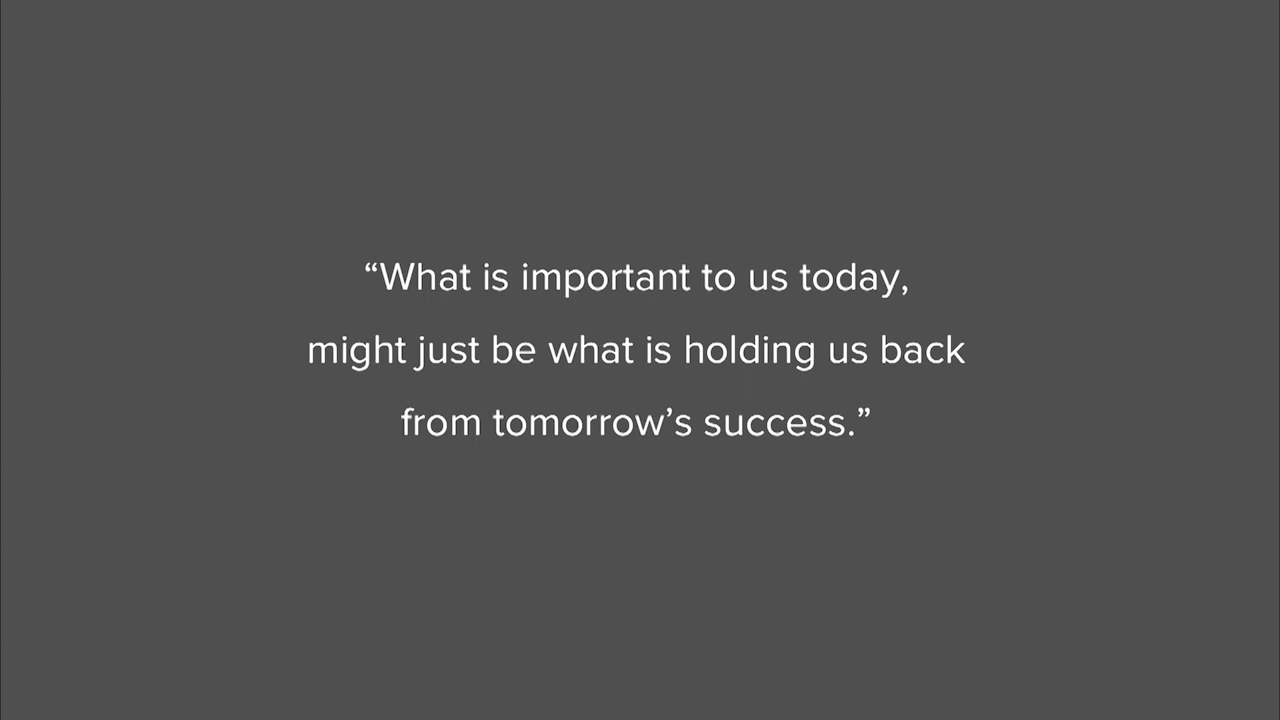 “What is important to us today,
might just be what is holding us back
from tomorrow’s success.”